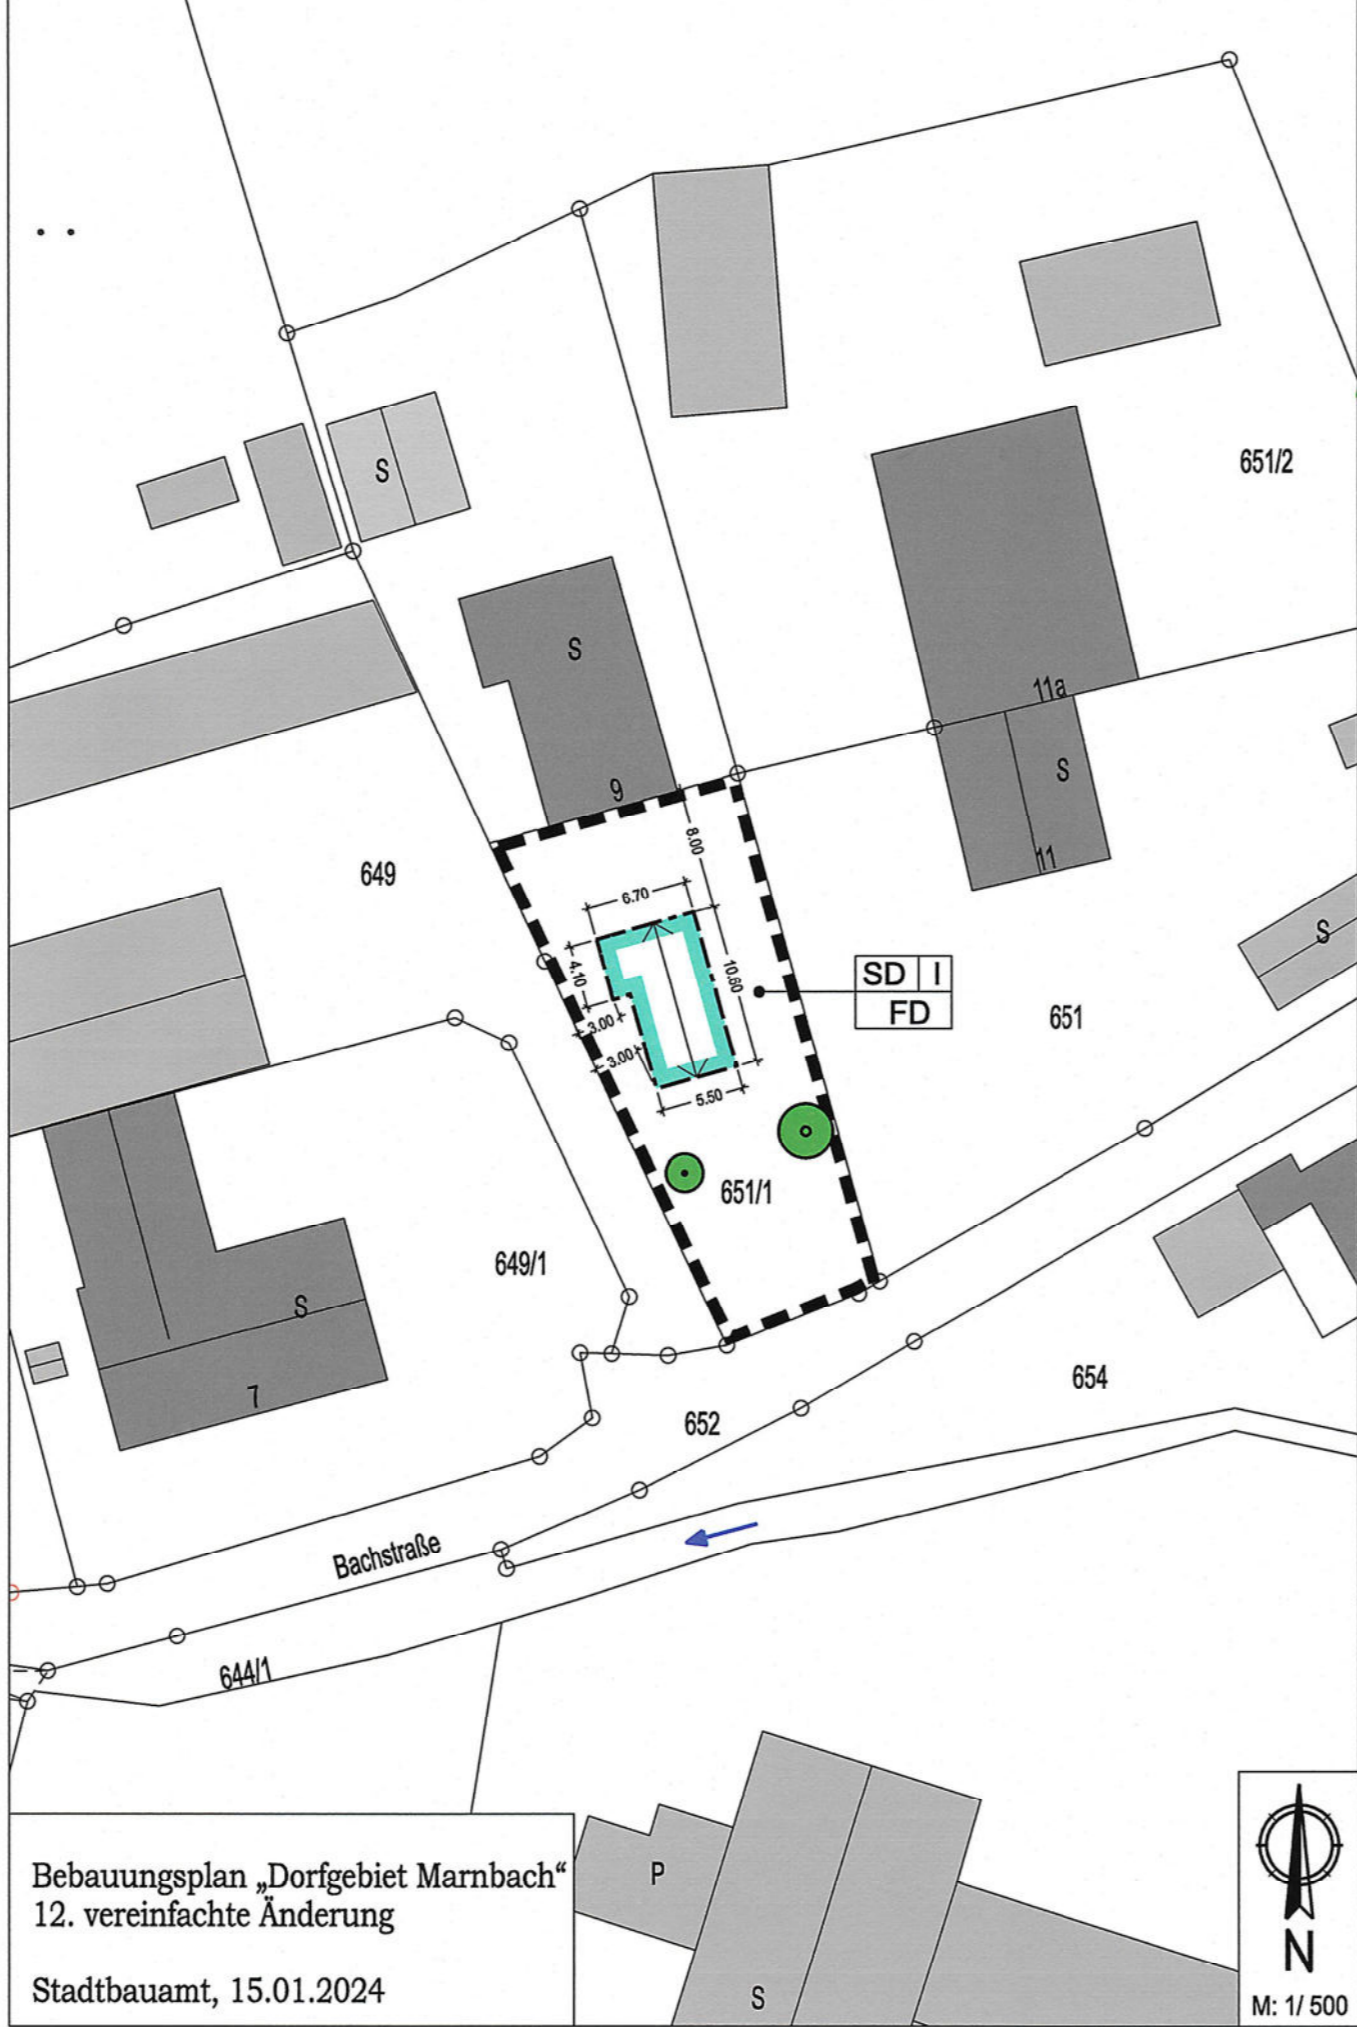 651/2
S
S
11a
S
9
11
649
8.00
6.70
S
4.10
10.60
SD I
FD
651
3.00
3.00
5.50
651/1
649/1
S
7
654
652
Bachstraße
644/1
P
S
Bebauungsplan „Dorfgebiet Marnbach“
12. vereinfachte Änderung
Stadtbauamt, 15.01.2024
N
M: 1/ 500